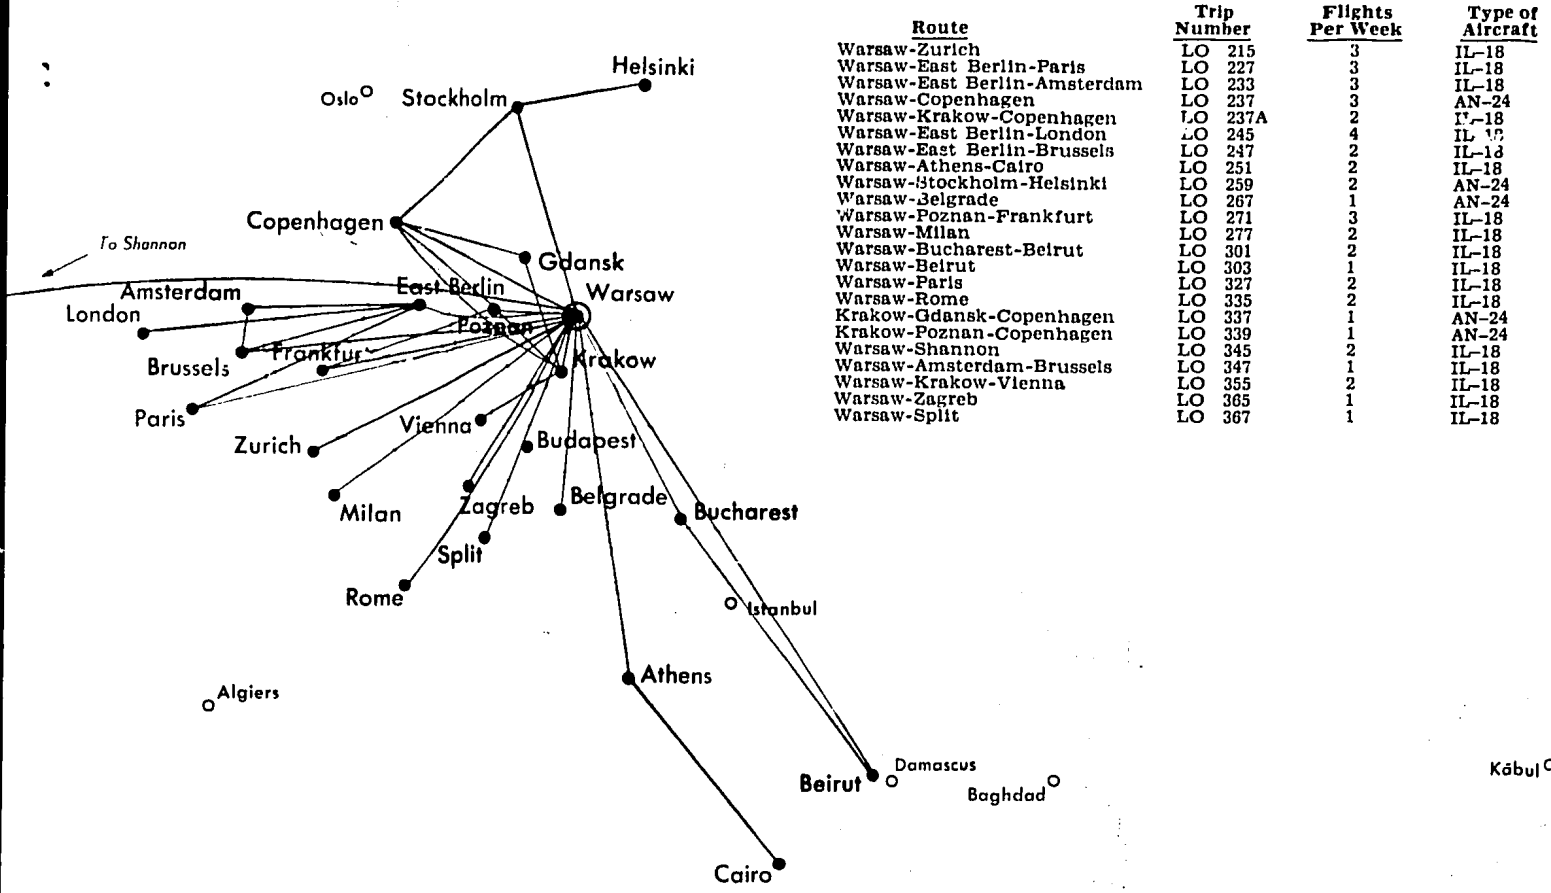 Route Trip Number Flights Per Week Type of Aircraft
Warsaw-Zurich LO 215 3 IL-18
Warsaw-East Berlin-Paris LO 227 3 IL-18
Warsaw-East Berlin-Amsterdam LO 233 3 IL-18
Warsaw-Copenhagen LO 237 3 AN-24
Warsaw-Krakow-Copenhagen LO 237A 2 IL-18
Warsaw-East Berlin-London LO 245 4 IL-18
Warsaw-East Berlin-Brussels LO 247 2 IL-18
Warsaw-Athens-Cairo LO 251 2 IL-18
Warsaw-Stockholm-Helsinki LO 259 2 AN-24
Warsaw-Belgrade LO 267 1 AN-24
Warsaw-Poznan-Frankfurt LO 271 3 IL-18
Warsaw-Milan LO 277 2 IL-18
Warsaw-Bucharest-Beirut LO 301 2 IL-18
Warsaw-Beirut LO 303 1 IL-18
Warsaw-Paris LO 327 2 IL-18
Warsaw-Rome LO 335 2 IL-18
Krakow-Gdansk-Copenhagen LO 337 1 AN-24
Krakow-Poznan-Copenhagen LO 339 1 AN-24
Warsaw-Shannon LO 345 2 IL-18
Warsaw-Amsterdam-Brussels LO 347 1 IL-18
Warsaw-Krakow-Vienna LO 355 2 IL-18
Warsaw-Zagreb LO 365 1 IL-18
Warsaw-Split LO 367 1 IL-18
Helsinki
Oslo
Stockholm
Copenhagen
To Shannon
Gdansk
East Berlin
Amsterdam
Warsaw
London
Poznan
Frankfurt
Brussels
Krakow
Paris
Vienna
Zurich
Budapest
Belgrade
Zagreb
Milan
Bucharest
Split
Rome
Istanbul
Athens
Algiers
Damascus
Beirut
Baghdad
Kābul
Cairo